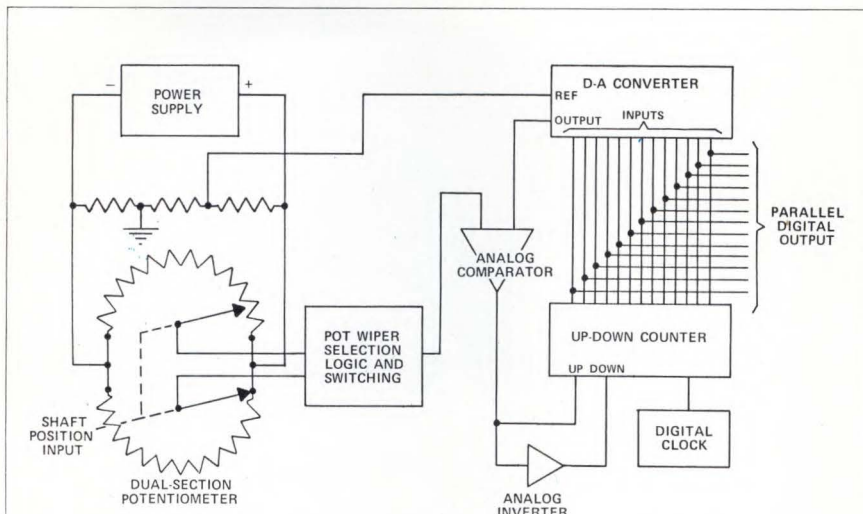 −
+
POWER
SUPPLY
D-A CONVERTER
REF
OUTPUT
INPUTS
PARALLEL
DIGITAL
OUTPUT
ANALOG
COMPARATOR
POT WIPER
SELECTION
LOGIC AND
SWITCHING
UP-DOWN COUNTER
UP DOWN
SHAFT
POSITION
INPUT
DIGITAL
CLOCK
DUAL-SECTION
POTENTIOMETER
ANALOG
INVERTER